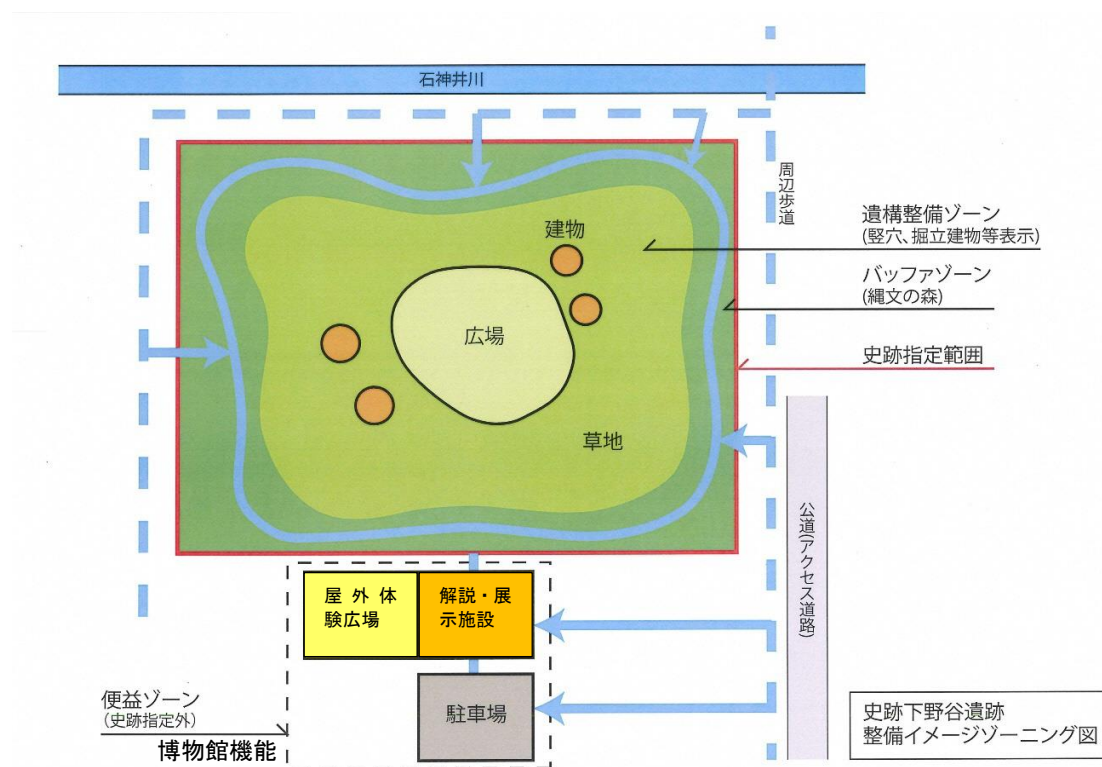 石神井川
周辺歩道
建物
遺構整備ゾーン
(竪穴、掘立建物等表示)
バッファゾーン
(縄文の森)
広場
史跡指定範囲
草地
公道(アクセス道路)
屋外体
験広場
解説・展
示施設
便益ゾーン
(史跡指定外)
博物館機能
駐車場
史跡下野谷遺跡
整備イメージゾーニング図